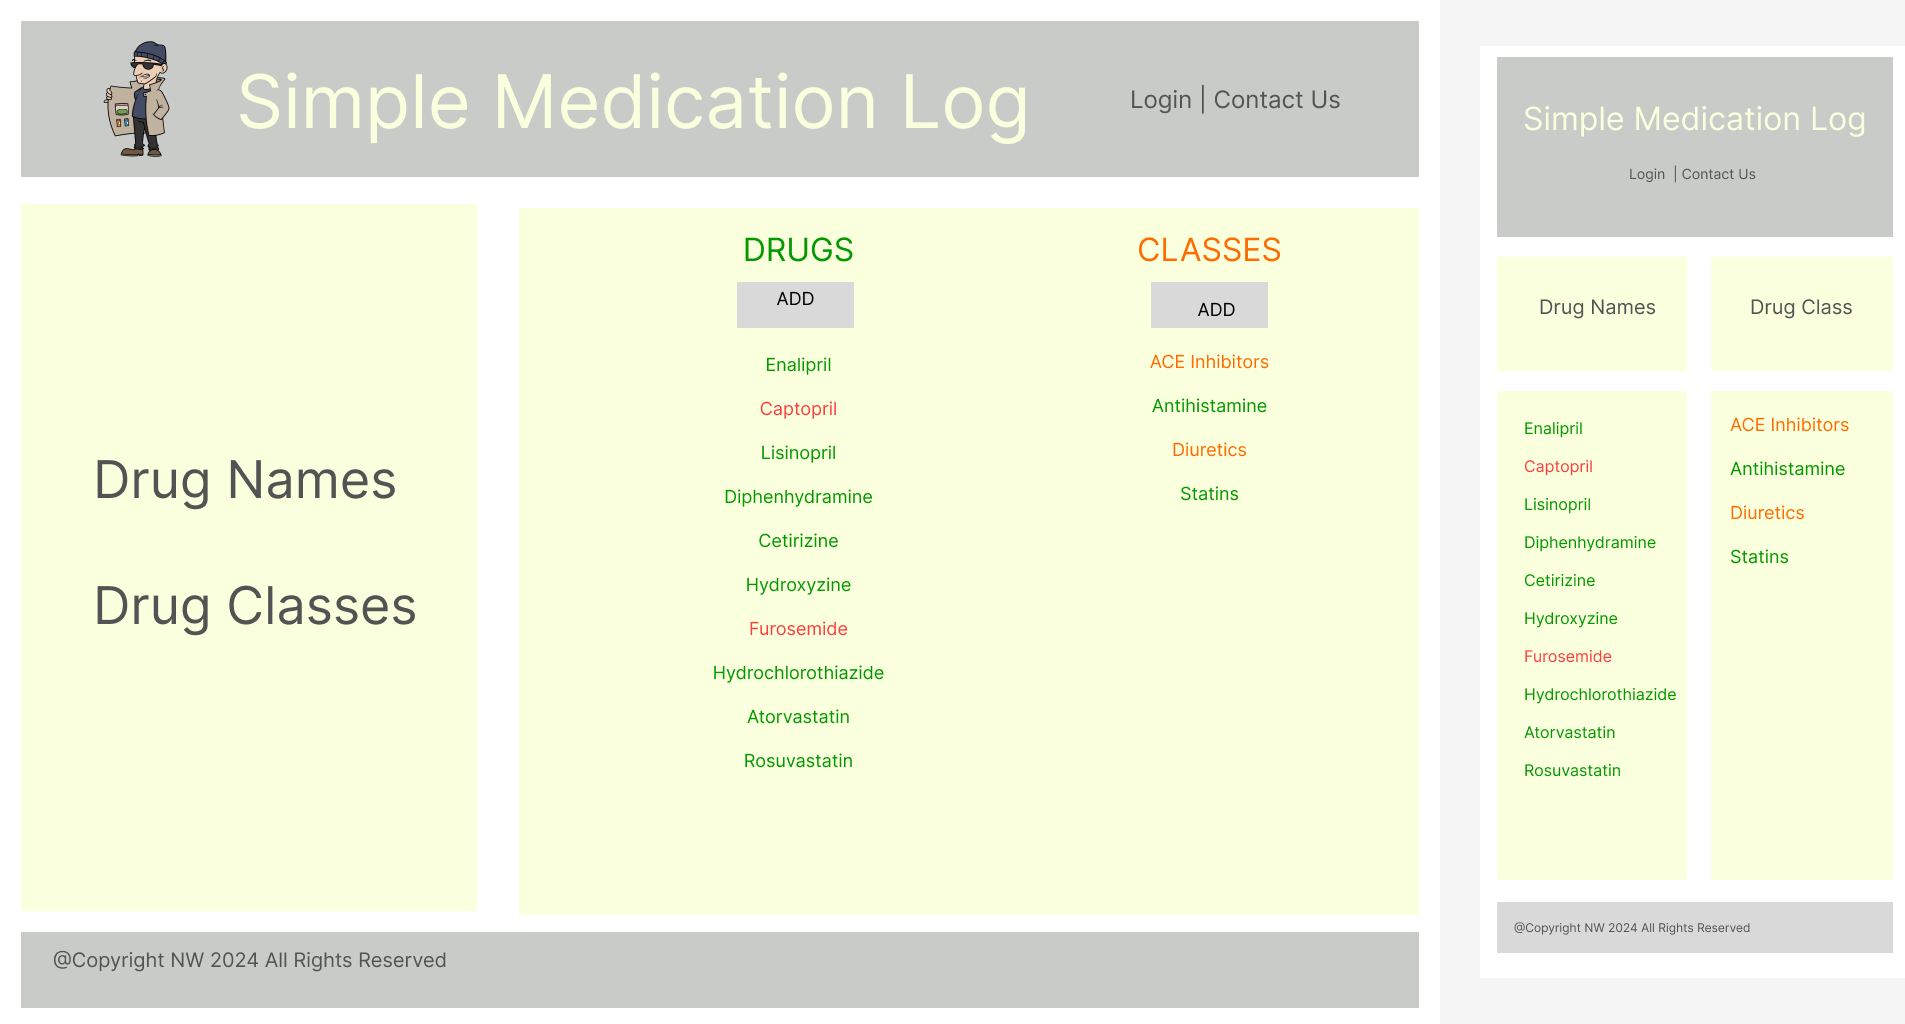 Simple Medication Log
Login | Contact Us
Drug Names
Drug Classes
DRUGS
ADD
Enalipril
Captopril
Lisinopril
Diphenhydramine
Cetirizine
Hydroxyzine
Furosemide
Hydrochlorothiazide
Atorvastatin
Rosuvastatin
CLASSES
ADD
ACE Inhibitors
Antihistamine
Diuretics
Statins
@Copyright NW 2024 All Rights Reserved
Simple Medication Log
Login | Contact Us
Drug Names
Drug Class
Enalipril
Captopril
Lisinopril
Diphenhydramine
Cetirizine
Hydroxyzine
Furosemide
Hydrochlorothiazide
Atorvastatin
Rosuvastatin
ACE Inhibitors
Antihistamine
Diuretics
Statins
@Copyright NW 2024 All Rights Reserved